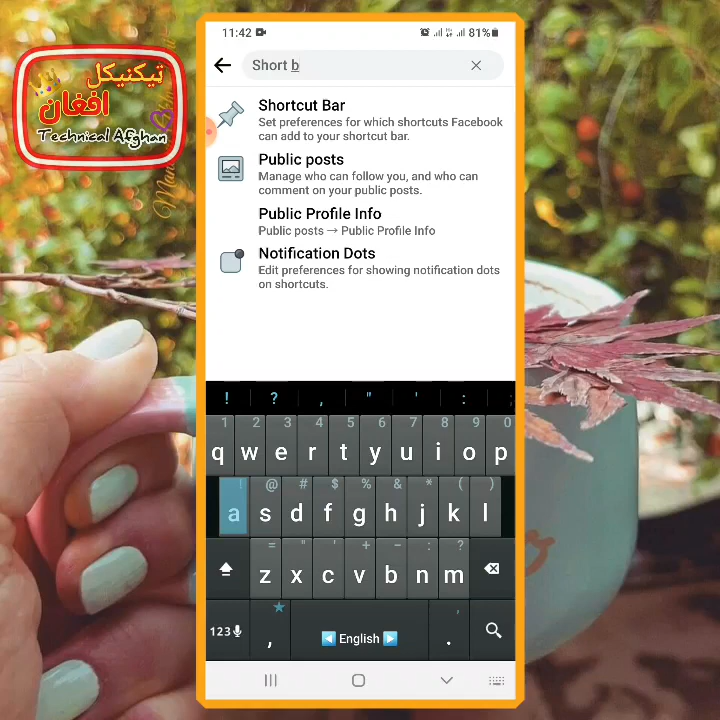 تیکنیکل
افغان
Technical Afghan
11:42
81%
Short b
Shortcut Bar
Set preferences for which shortcuts Facebook
can add to your shortcut bar.
Public posts
Manage who can follow you, and who can
comment on your public posts.
Public Profile Info
Public posts → Public Profile Info
Notification Dots
Edit preferences for showing notification dots
on shortcuts.
! ? , " ' : ;
1 2 3 4 5 6 7 8 9 0
q w e r t y u i o p
! @ # $ % & * ( )
a s d f g h j k l
= " ' + – : ?
z x c v b n m
123 , English .